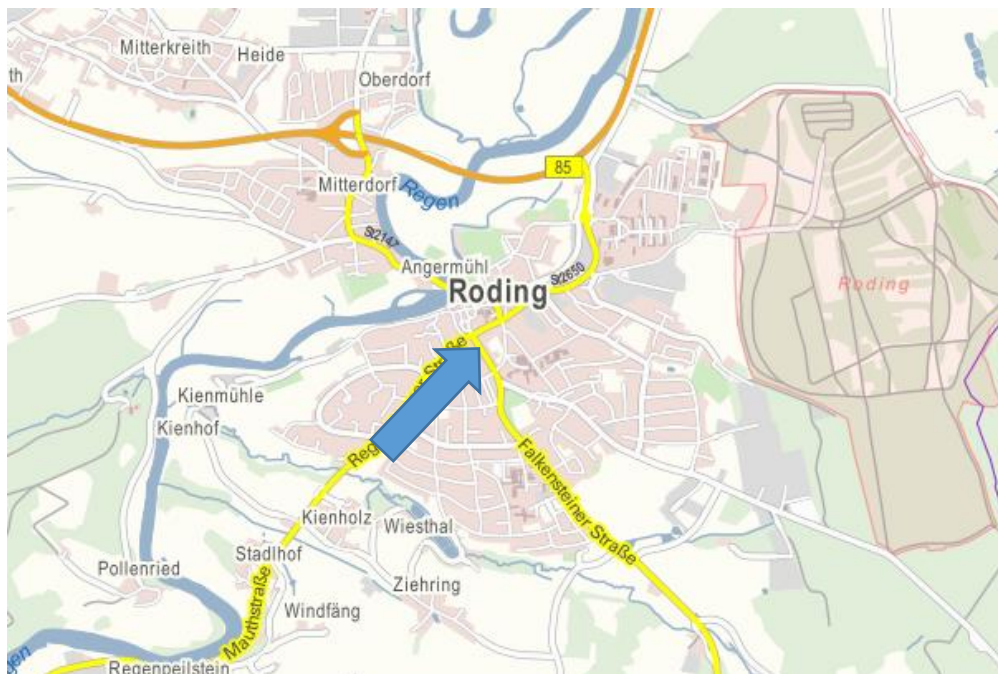 Mitterkreith
Heide
th
Oberdorf
85
Mitterdorf
Regen
St2147
Angermühl
St2650
Roding
Roding
Kienmühle
Kienhof
Falkensteiner Straße
Kienholz
Wiesthal
Stadlhof
Pollenried
Ziehring
Mauthstraße
Windfäng
Regenpeilstein